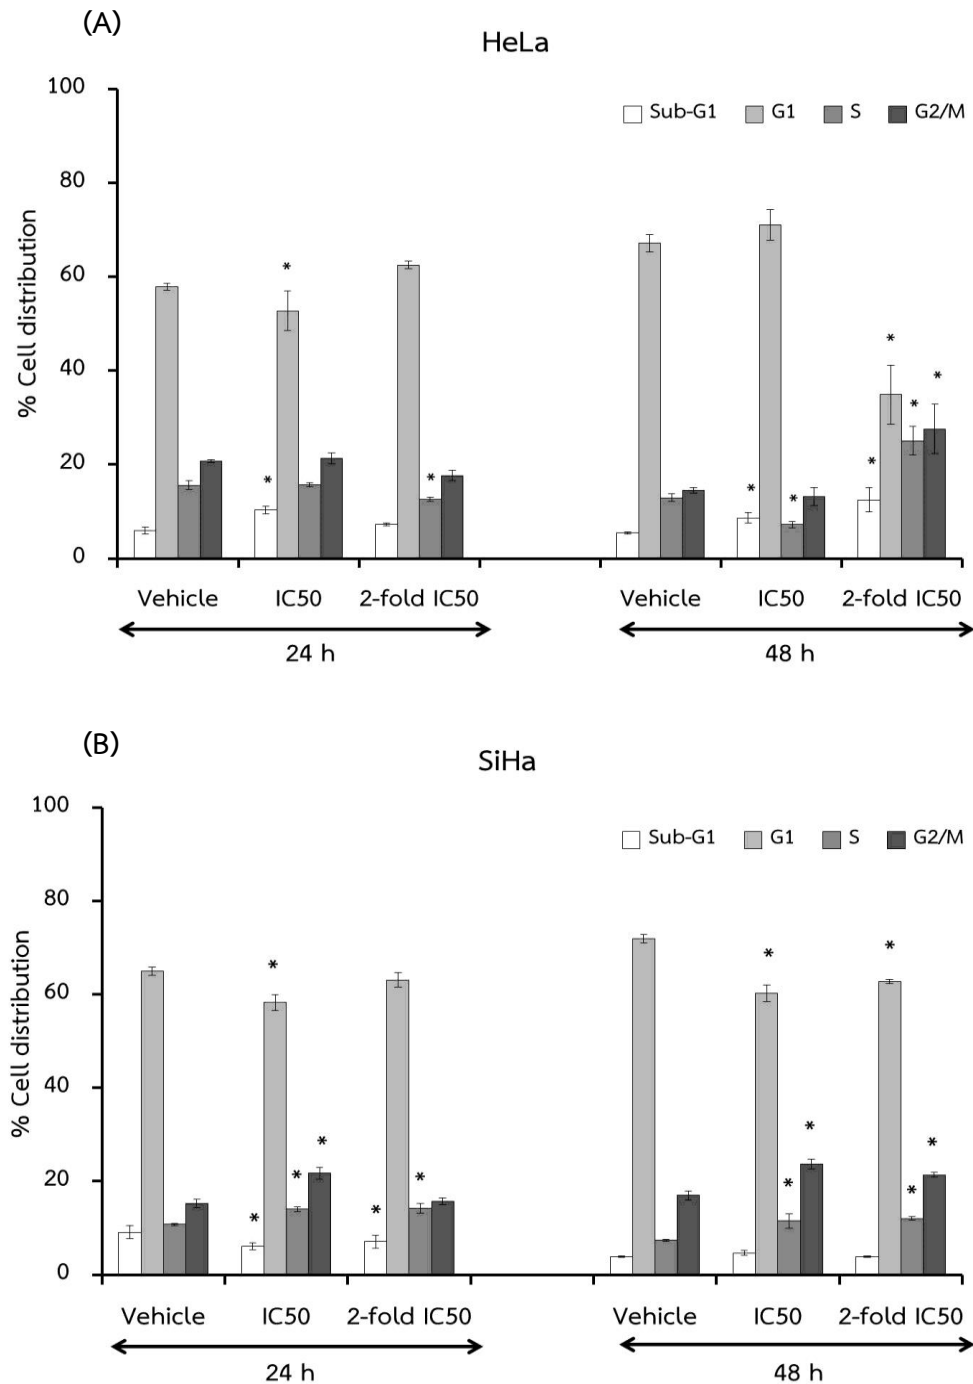 (A)
HeLa
100
80
60
40
20
0
% Cell distribution
Sub-G1 G1 S G2/M
* * * * * * * * *
Vehicle IC50 2-fold IC50 Vehicle IC50 2-fold IC50
24 h 48 h
(B)
SiHa
100
80
60
40
20
0
% Cell distribution
Sub-G1 G1 S G2/M
* * * * * * * * * * * *
Vehicle IC50 2-fold IC50 Vehicle IC50 2-fold IC50
24 h 48 h